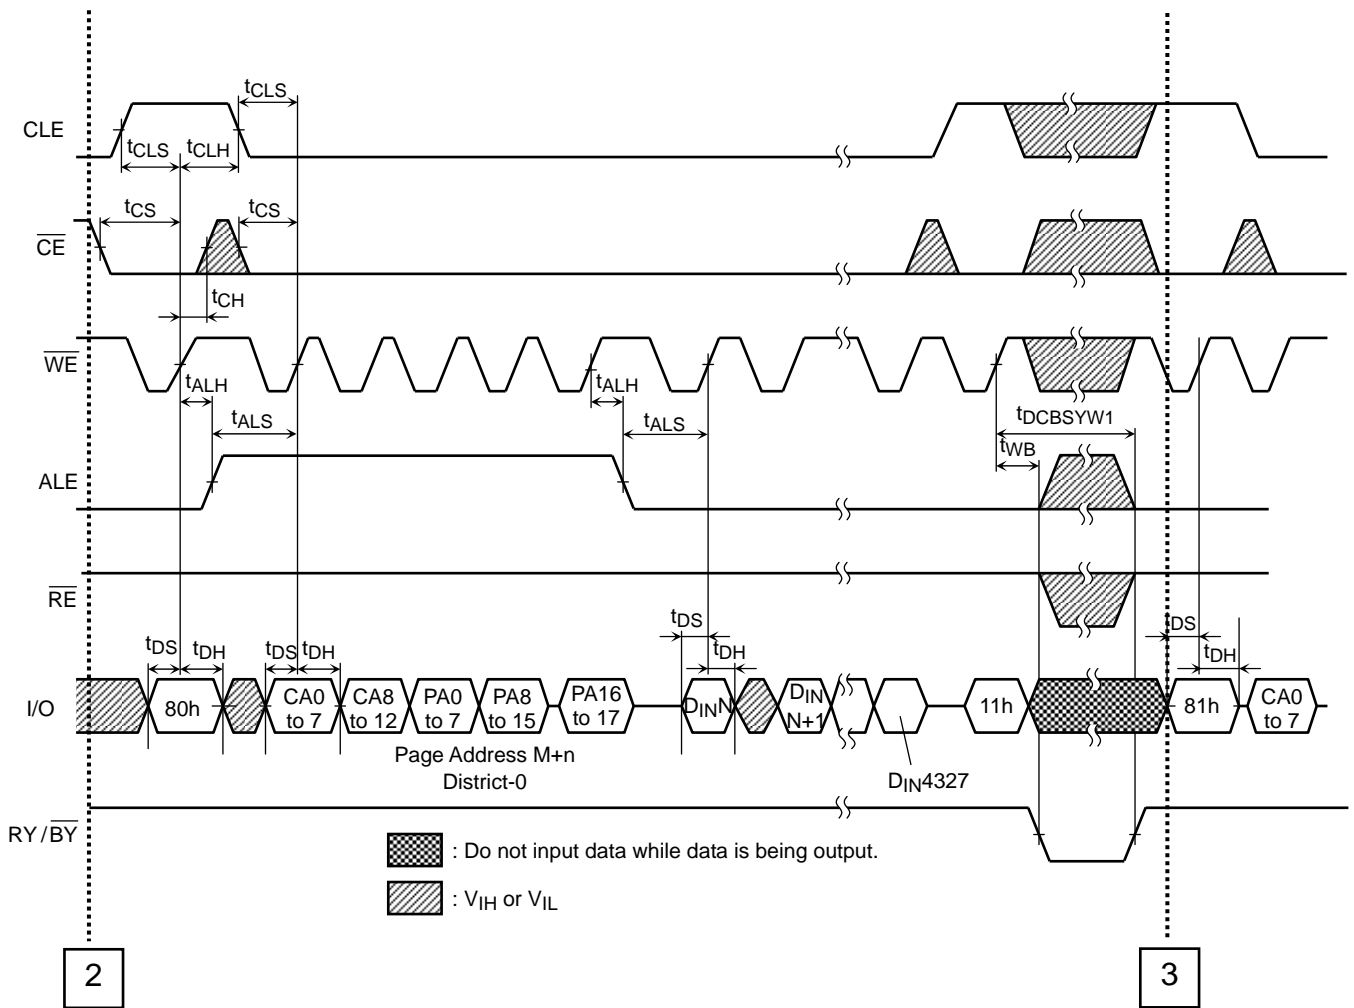 tCLS
CLE
tCLS
tCLH
tCS
tCS
CE
tCH
WE
tALH
tALH
tALS
tALS
tDCBSYW1
tWB
ALE
RE
tDS
tDH
tDS
tDH
tDS
tDH
tDS
tDH
I/O
80h
CA0
to 7
CA8
to 12
PA0
to 7
PA8
to 15
PA16
to 17
DINN
DIN
N+1
11h
81h
CA0
to 7
Page Address M+n
District-0
DIN4327
RY/BY
: Do not input data while data is being output.
: VIH or VIL
2
3